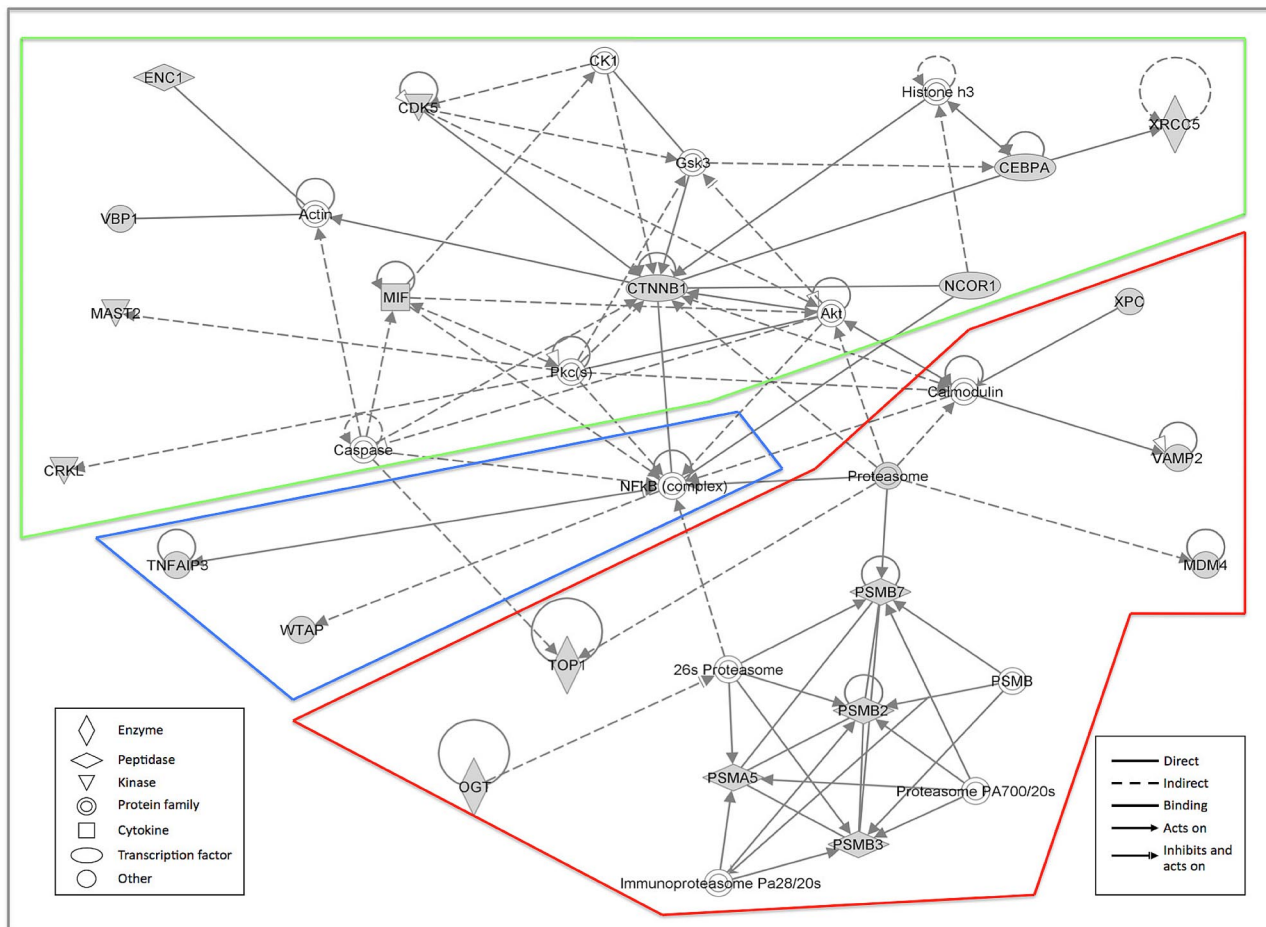 CK1
ENC1
CDK5
Histone h3
XRCC5
Gsk3
CEBPA
VBP1
Actin
CTNNB1
NCOR1
MIF
XPC
MAST2
Akt
Pkc(s)
Calmodulin
Caspase
VAMP2
CRKL
Proteasome
NFkB (complex)
TNFAIP3
MDM4
PSMB7
WTAP
TOP1
26s Proteasome
PSMB
PSMB2
OGT
PSMA5
Proteasome PA700/20s
PSMB3
Immunoproteasome Pa28/20s
Enzyme
Peptidase
Kinase
Protein family
Cytokine
Transcription factor
Other
Direct
Indirect
Binding
Acts on
Inhibits and
acts on